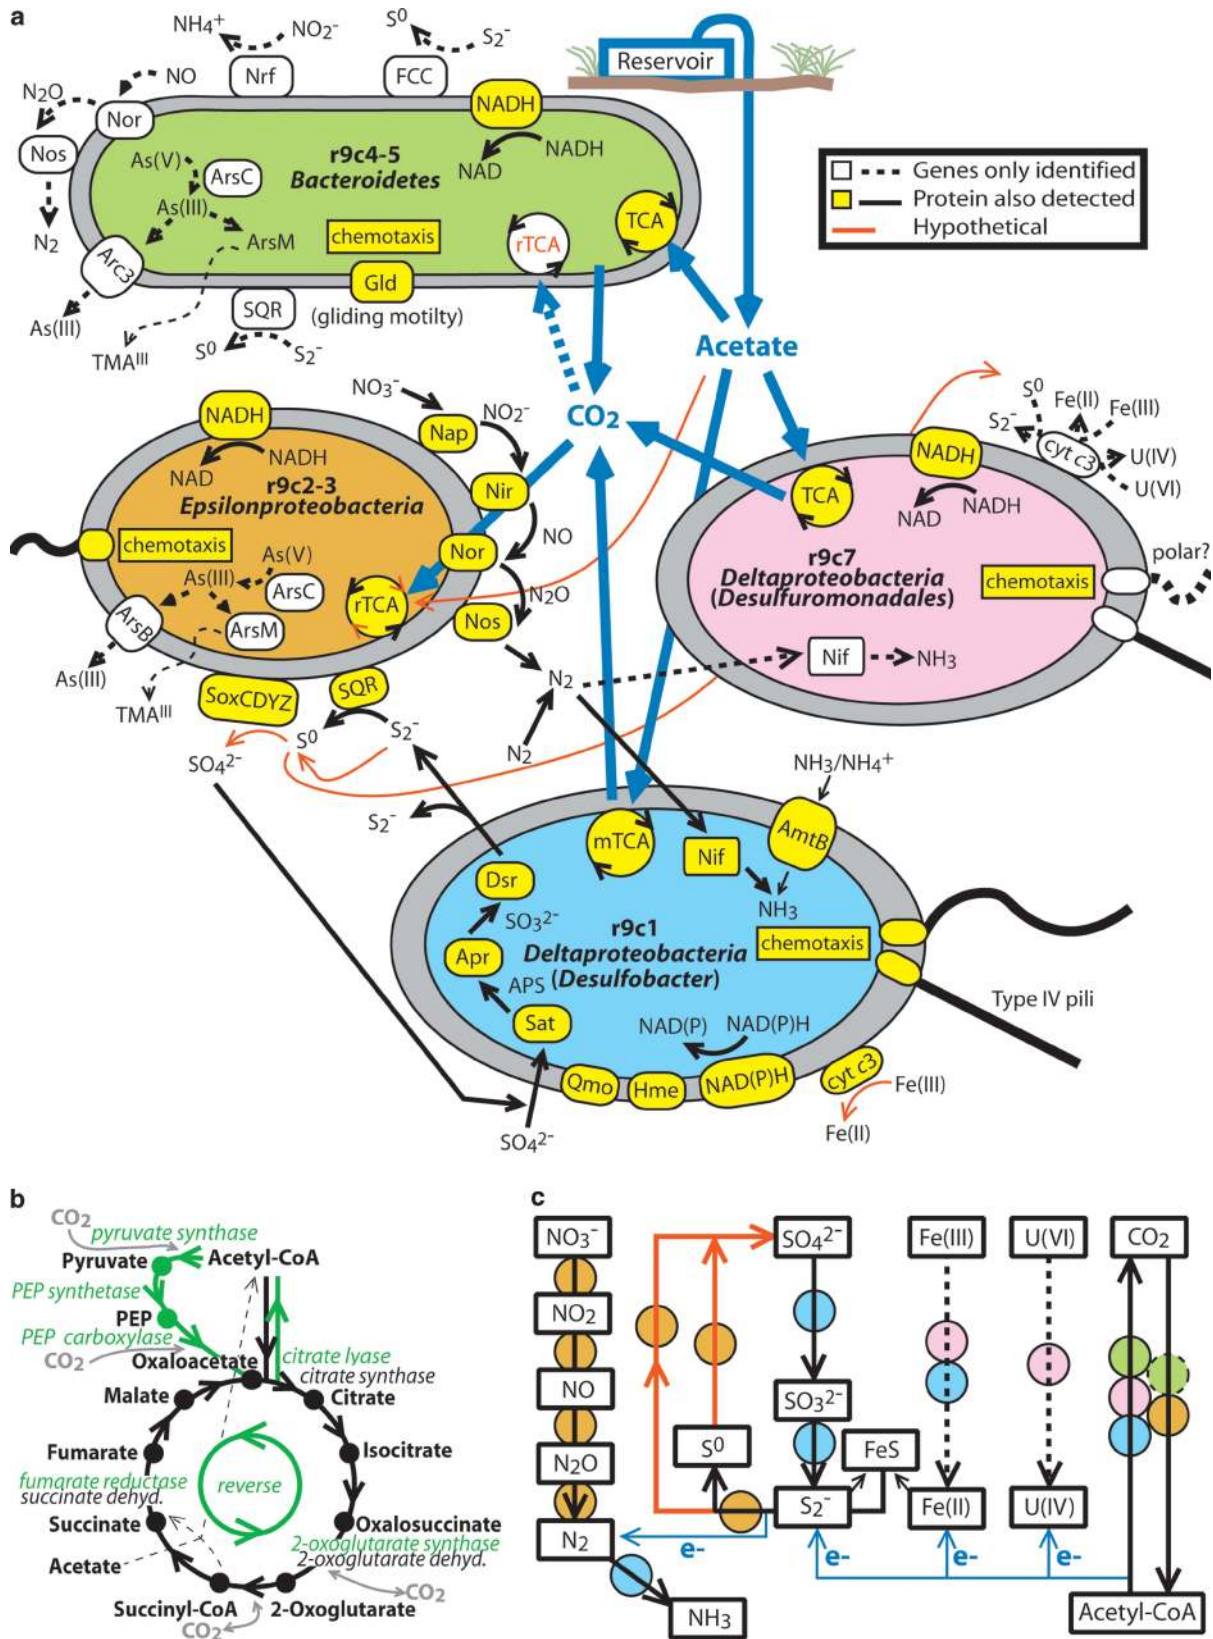 a
NH4+
NO2-
S0
S2-
Reservoir
N2O
NO
Nrf
FCC
NADH
Nor
Nos
As(V)
ArsC
r9c4-5
Bacteroidetes
NAD
NADH
As(III)
N2
ArsM
chemotaxis
rTCA
TCA
Arc3
Gld
As(III)
SQR
(gliding motilty)
TMAIII
S0
S2-
Genes only identified
Protein also detected
Hypothetical
Acetate
CO2
NO3-
NADH
Nap
NO2-
NADH
NAD
r9c2-3
Epsilonproteobacteria
Nir
NO
chemotaxis
Nor
As(V)
As(III)
ArsC
rTCA
N2O
ArsB
ArsM
Nos
As(III)
TMAIII
SoxCDYZ
SQR
N2
S0
S2-
SO42-
N2
S2-
S0
Fe(II)
Fe(III)
S2-
cyt c3
U(IV)
U(VI)
NADH
TCA
NAD
NADH
r9c7
Deltaproteobacteria
(Desulfuromonadales)
chemotaxis
polar?
Nif
NH3
NH3/NH4+
mTCA
Nif
AmtB
Dsr
SO32-
NH3
r9c1
Deltaproteobacteria
(Desulfobacter)
chemotaxis
Apr
APS
Sat
NAD(P)
NAD(P)H
Type IV pili
Qmo
Hme
NAD(P)H
cyt c3
Fe(III)
SO42-
Fe(II)
b
CO2
pyruvate synthase
Pyruvate
Acetyl-CoA
PEP synthetase
PEP
PEP carboxylase
CO2
Oxaloacetate
citrate lyase
citrate synthase
Malate
Citrate
Fumarate
Isocitrate
fumarate reductase
succinate dehyd.
reverse
Succinate
Oxalosuccinate
2-oxoglutarate synthase
2-oxoglutarate dehyd.
Acetate
CO2
Succinyl-CoA
2-Oxoglutarate
CO2
c
NO3-
SO42-
Fe(III)
U(VI)
CO2
NO2
NO
SO32-
S0
FeS
N2O
S2-
Fe(II)
U(IV)
N2
e-
e-
e-
e-
NH3
Acetyl-CoA